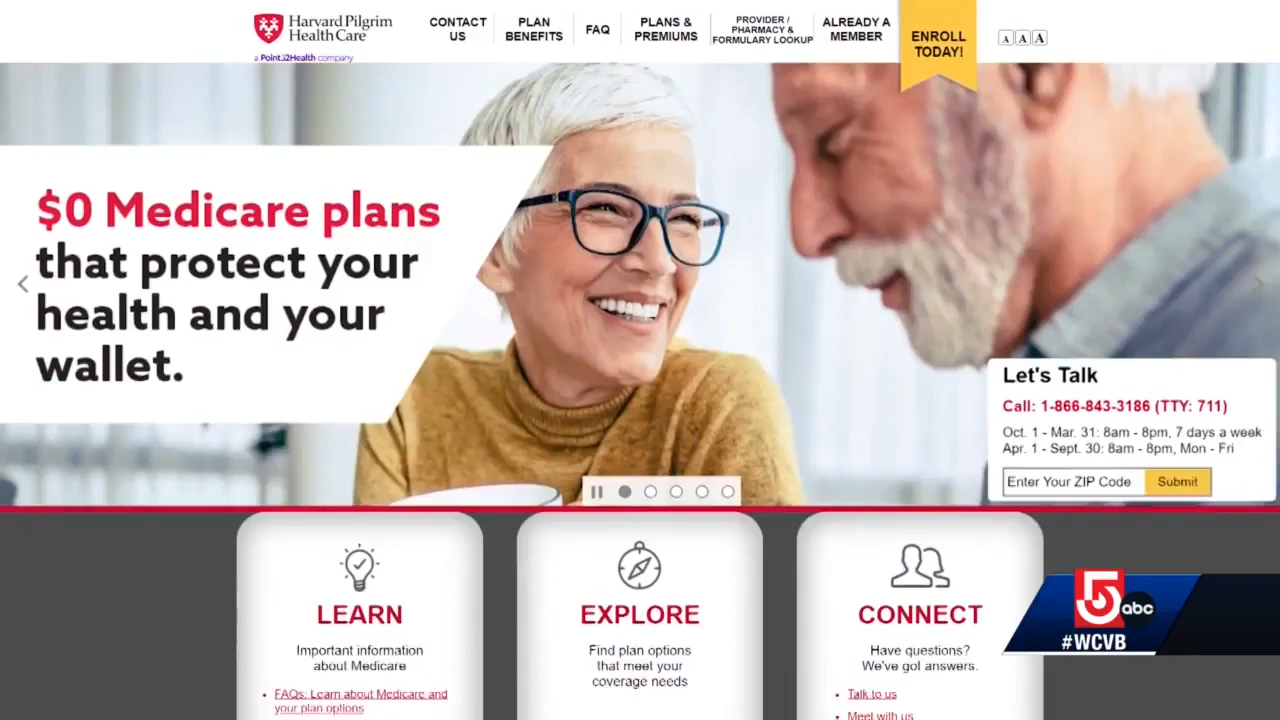 Harvard Pilgrim
Health Care
a Point32Health company
CONTACT
US
PLAN
BENEFITS
FAQ
PLANS &
PREMIUMS
PROVIDER /
PHARMACY &
FORMULARY LOOKUP
ALREADY A
MEMBER
ENROLL
TODAY!
A A A
$0 Medicare plans
that protect your
health and your
wallet.
Let's Talk
Call: 1-866-843-3186 (TTY: 711)
Oct. 1 - Mar. 31: 8am - 8pm, 7 days a week
Apr. 1 - Sept. 30: 8am - 8pm, Mon - Fri
Enter Your ZIP Code
Submit
LEARN
Important information
about Medicare
• FAQs: Learn about Medicare and
your plan options
EXPLORE
Find plan options
that meet your
coverage needs
CONNECT
Have questions?
We've got answers.
• Talk to us
• Meet with us
5 abc
#WCVB